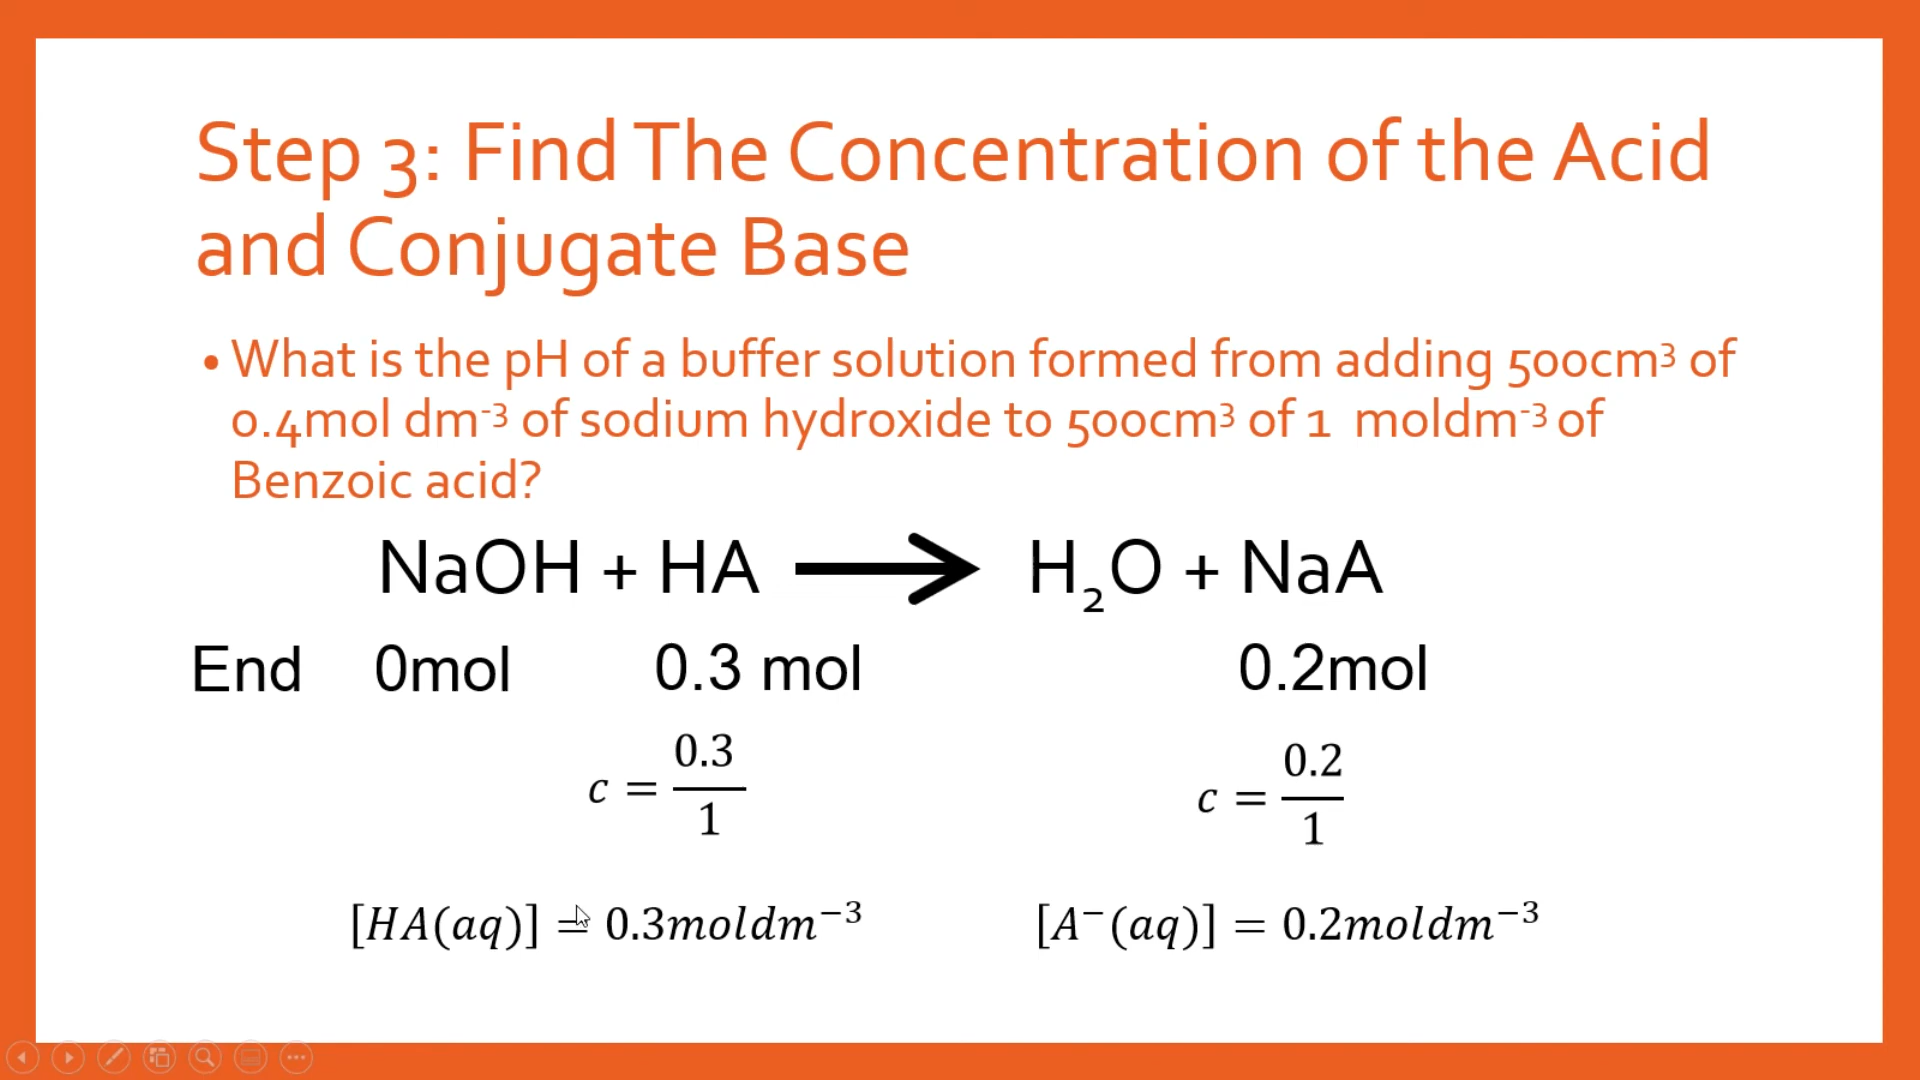 Step 3: Find The Concentration of the Acid
and Conjugate Base
• What is the pH of a buffer solution formed from adding 500cm³ of
0.4mol dm⁻³ of sodium hydroxide to 500cm³ of 1 moldm⁻³ of
Benzoic acid?
NaOH + HA → H₂O + NaA
End 0mol 0.3 mol 0.2mol
c = 0.3/1 c = 0.2/1
[HA(aq)] = 0.3moldm⁻³ [A⁻(aq)] = 0.2moldm⁻³